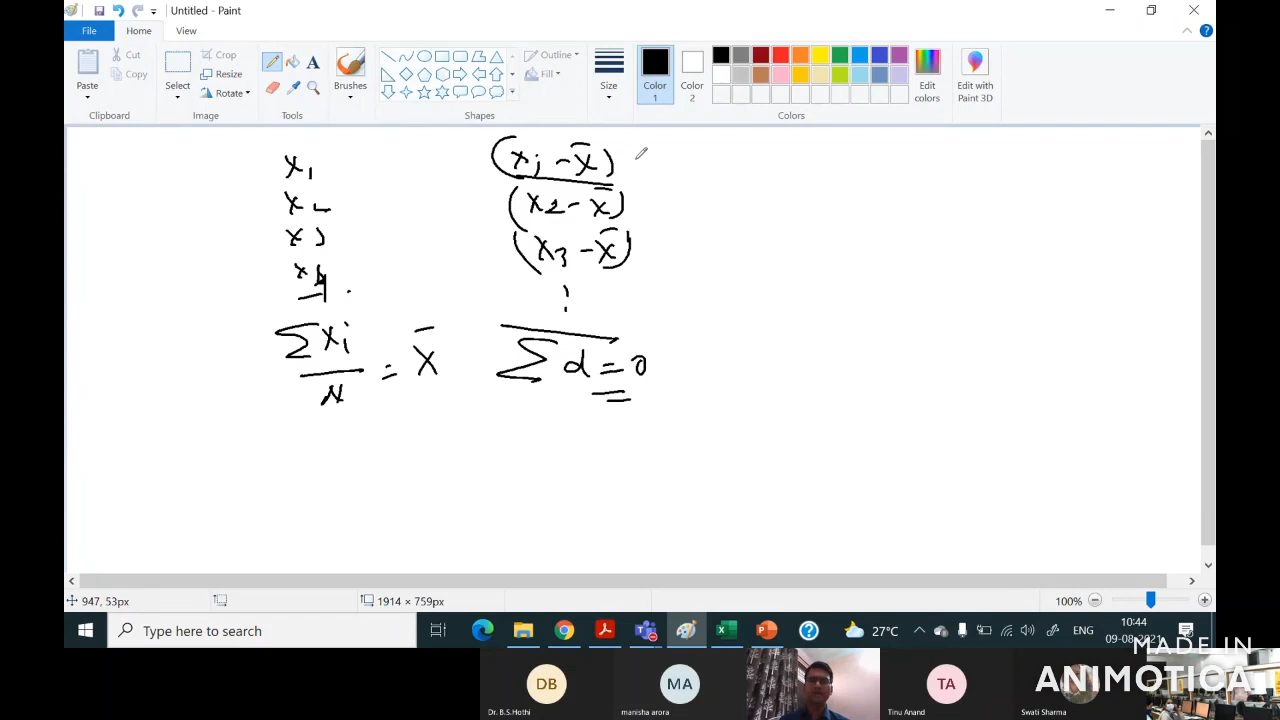 Untitled - Paint
File Home View
Paste
Cut
Copy
Clipboard
Select
Crop
Resize
Rotate
Image
A
Tools
Brushes
Shapes
Outline
Fill
Size
Color 1
Color 2
Edit colors
Edit with Paint 3D
Colors
x1
x2
x3
x4
Σxi
N
= x̄
(x1 - x̄)
(x2 - x̄)
(x3 - x̄)
Σ d = 0
947, 53px
1914 × 759px
100%
Type here to search
27°C
ENG
10:44
09-08-2021
MADE IN
ANIMOTICA
DB
Dr. B.S.Hothi
MA
manisha arora
TA
Tinu Anand
Swati Sharma